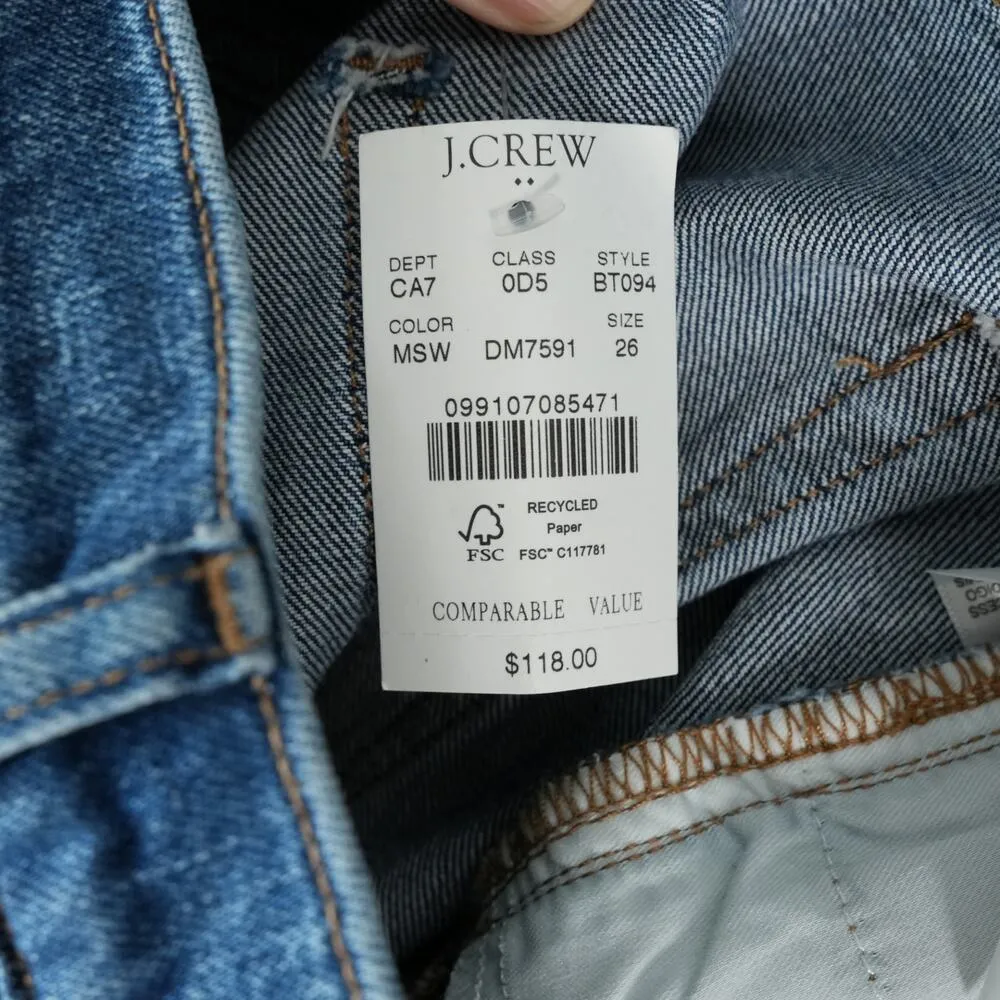 J.CREW
DEPT CLASS STYLE
CA7 0D5 BT094
COLOR SIZE
MSW DM7591 26
099107085471
RECYCLED
Paper
FSC™ C117781
FSC™
COMPARABLE VALUE
$118.00